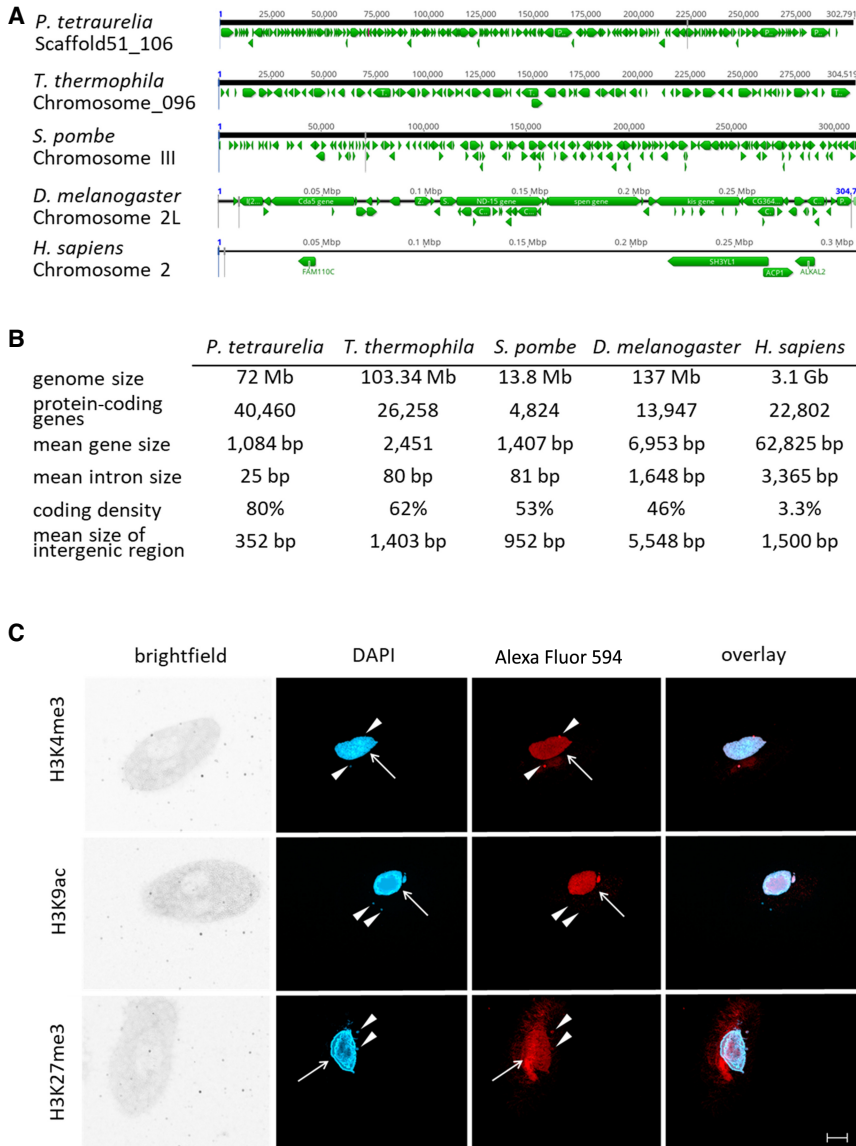 A
P. tetraurelia
Scaffold51_106
1 25,000 50,000 75,000 100,000 125,000 150,000 175,000 200,000 225,000 250,000 275,000 302,791
P... P... P...
T. thermophila
Chromosome_096
1 25,000 50,000 75,000 100,000 125,000 150,000 175,000 200,000 225,000 250,000 275,000 304,519
T... T... T...
S. pombe
Chromosome III
1 50,000 100,000 150,000 200,000 250,000 300,000
D. melanogaster
Chromosome 2L
1 0.05 Mbp 0.1 Mbp 0.15 Mbp 0.2 Mbp 0.25 Mbp 304,7
l(2... Cda5 gene Z... S... ND-15 gene spen gene kis gene CG364... C... P...
C... C... C...
H. sapiens
Chromosome 2
1 0.05 Mbp 0.1 Mbp 0.15 Mbp 0.2 Mbp 0.25 Mbp 0.3 Mbp
FAM110C SH3YL1 ACP1 ALKAL2
B
P. tetraurelia T. thermophila S. pombe D. melanogaster H. sapiens
genome size 72 Mb 103.34 Mb 13.8 Mb 137 Mb 3.1 Gb
protein-coding genes 40,460 26,258 4,824 13,947 22,802
mean gene size 1,084 bp 2,451 1,407 bp 6,953 bp 62,825 bp
mean intron size 25 bp 80 bp 81 bp 1,648 bp 3,365 bp
coding density 80% 62% 53% 46% 3.3%
mean size of intergenic region 352 bp 1,403 bp 952 bp 5,548 bp 1,500 bp
C
brightfield DAPI Alexa Fluor 594 overlay
H3K4me3
H3K9ac
H3K27me3